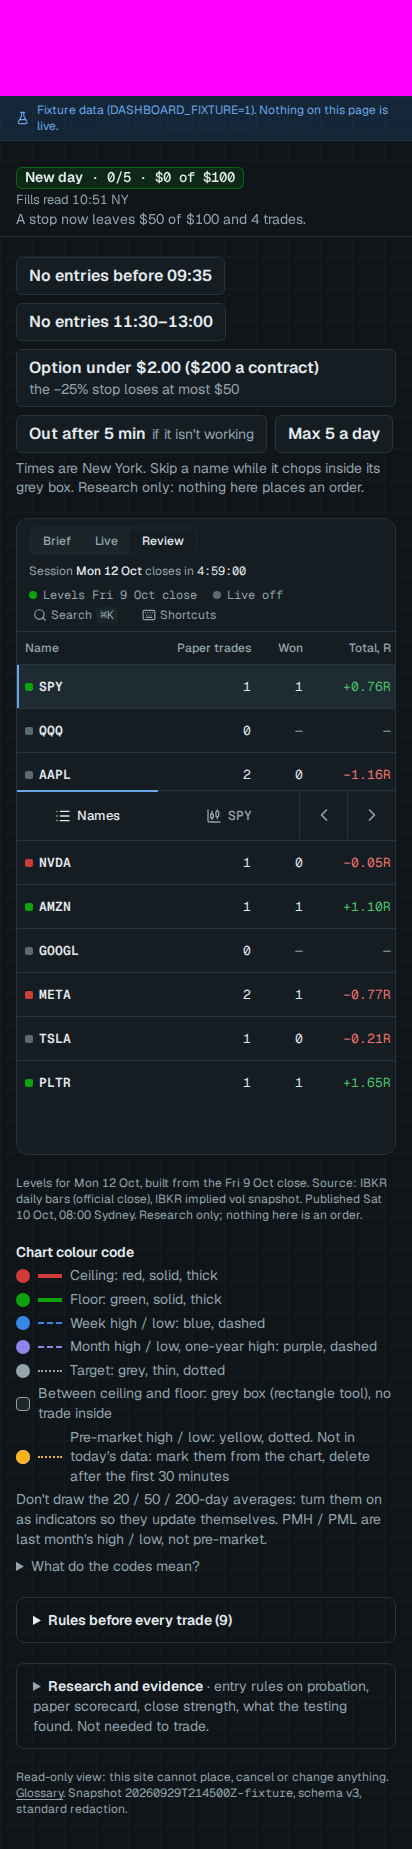 Fixture data (DASHBOARD_FIXTURE=1). Nothing on this page is
live.
New day · 0/5 · $0 of $100
Fills read 10:51 NY
A stop now leaves $50 of $100 and 4 trades.
No entries before 09:35
No entries 11:30–13:00
Option under $2.00 ($200 a contract)
the −25% stop loses at most $50
Out after 5 min if it isn't working
Max 5 a day
Times are New York. Skip a name while it chops inside its
grey box. Research only: nothing here places an order.
Brief Live Review
Session Mon 12 Oct closes in 4:59:00
Levels Fri 9 Oct close Live off
Search ⌘K Shortcuts
Name Paper trades Won Total, R
SPY 1 1 +0.76R
QQQ 0 — —
AAPL 2 0 −1.16R
Names SPY
NVDA 1 0 −0.05R
AMZN 1 1 +1.10R
GOOGL 0 — —
META 2 1 −0.77R
TSLA 1 0 −0.21R
PLTR 1 1 +1.65R
Levels for Mon 12 Oct, built from the Fri 9 Oct close. Source: IBKR
daily bars (official close), IBKR implied vol snapshot. Published Sat
10 Oct, 08:00 Sydney. Research only; nothing here is an order.
Chart colour code
Ceiling: red, solid, thick
Floor: green, solid, thick
Week high / low: blue, dashed
Month high / low, one-year high: purple, dashed
Target: grey, thin, dotted
Between ceiling and floor: grey box (rectangle tool), no
trade inside
Pre-market high / low: yellow, dotted. Not in
today's data: mark them from the chart, delete
after the first 30 minutes
Don't draw the 20 / 50 / 200-day averages: turn them on
as indicators so they update themselves. PMH / PML are
last month's high / low, not pre-market.
What do the codes mean?
Rules before every trade (9)
Research and evidence · entry rules on probation,
paper scorecard, close strength, what the testing
found. Not needed to trade.
Read-only view: this site cannot place, cancel or change anything.
Glossary. Snapshot 20260929T214500Z-fixture, schema v3,
standard redaction.